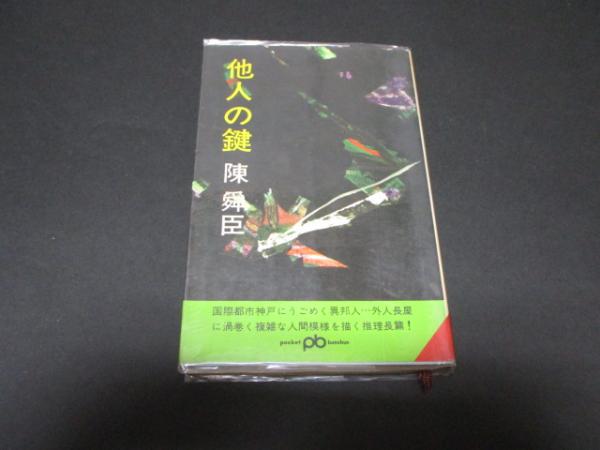 他人の鍵
陳舜臣
国際都市神戸にうごめく異邦人…外人長屋
に渦巻く複雑な人間模様を描く推理長篇!
pocket pb bunshun